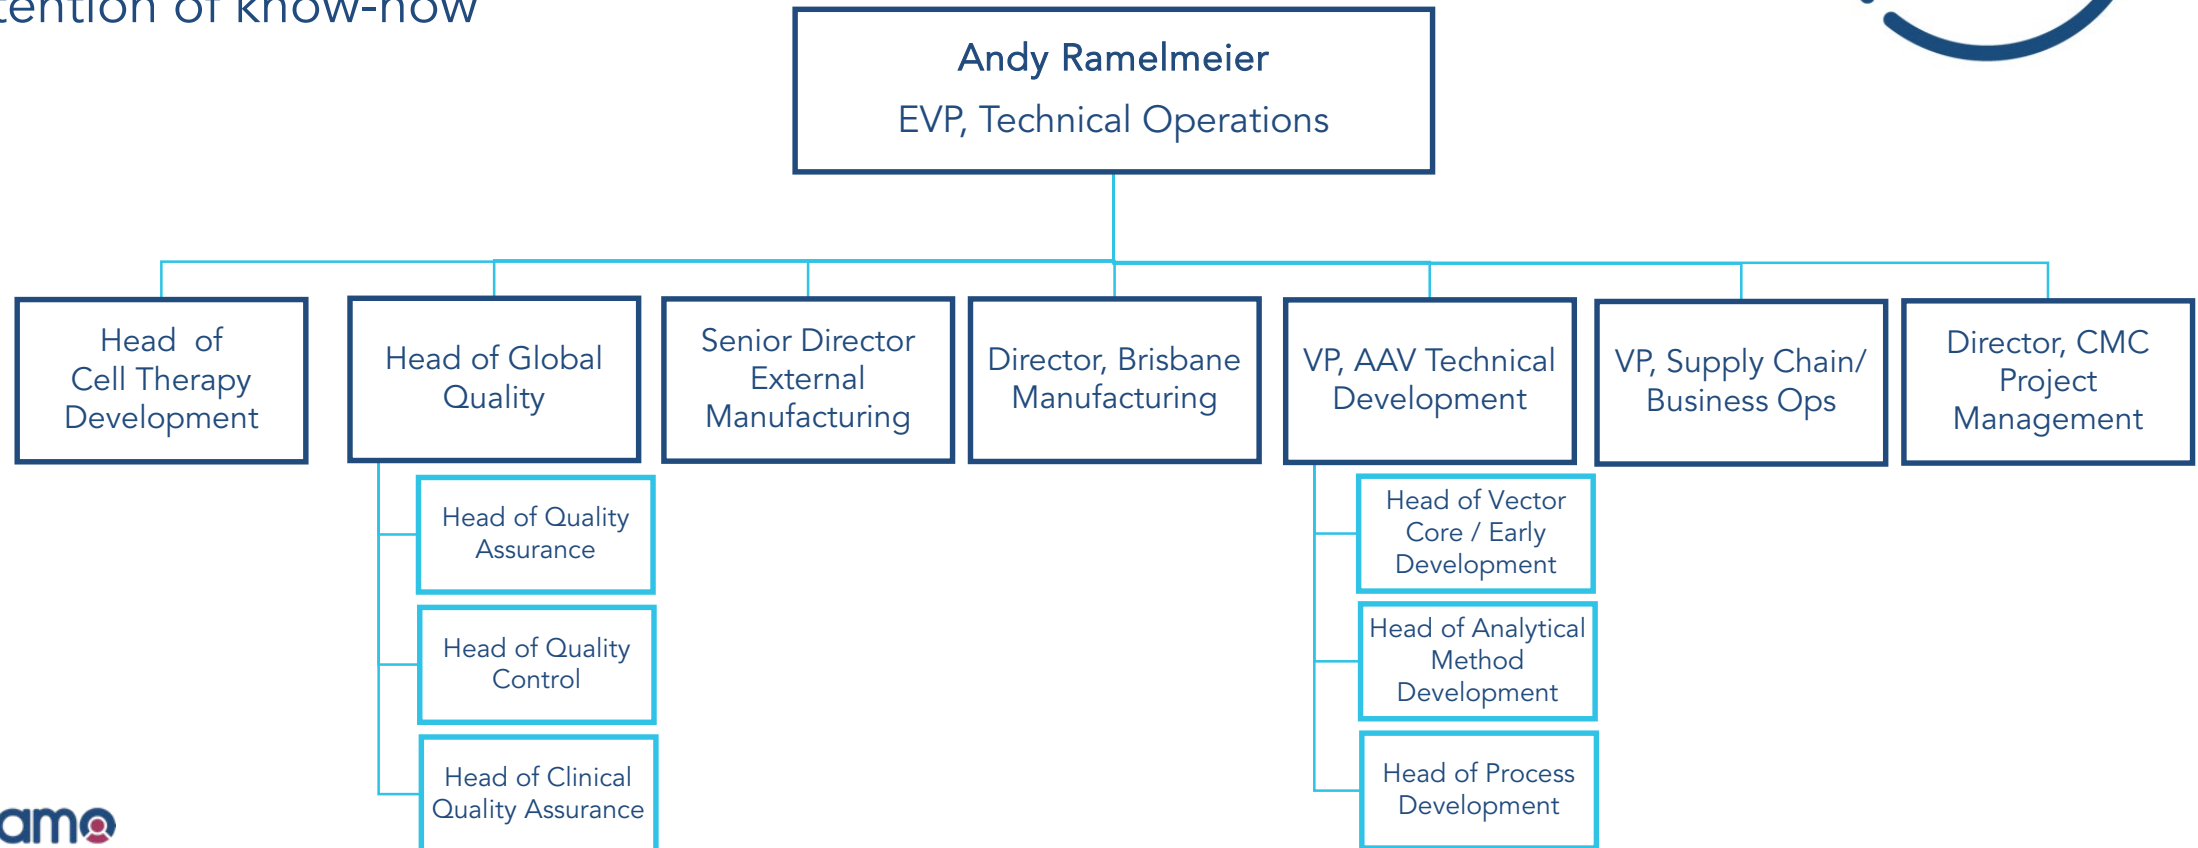 of know-how
Andy Ramelmeier
EVP, Technical Operations
Head of
Cell Therapy
Development
Head of Global
Quality
Senior Director
External
Manufacturing
Director, Brisbane
Manufacturing
VP, AAV Technical
Development
VP, Supply Chain/
Business Ops
Director, CMC
Project
Management
Head of Quality
Assurance
Head of Quality
Control
Head of Clinical
Quality Assurance
Head of Vector
Core / Early
Development
Head of Analytical
Method
Development
Head of Process
Development